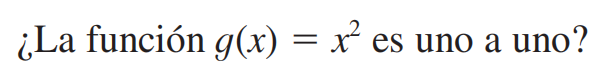 ¿La función g(x) = x² es uno a uno?